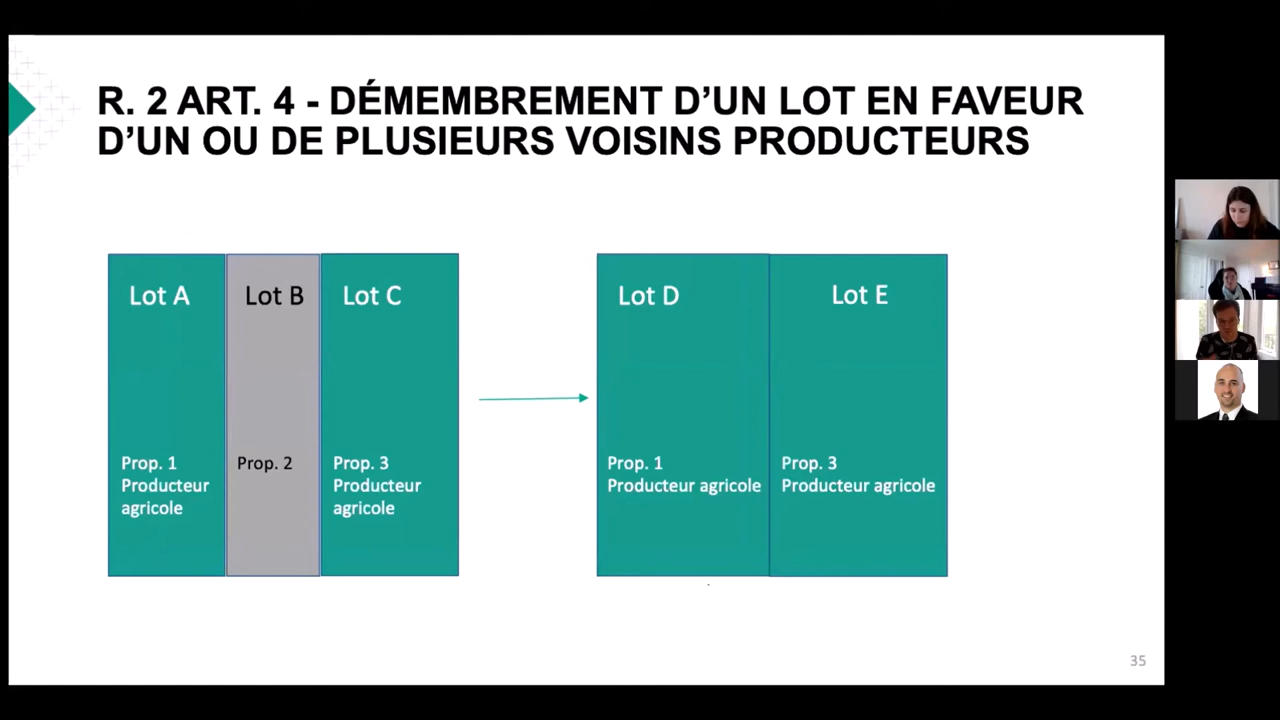 R. 2 ART. 4 - DÉMEMBREMENT D’UN LOT EN FAVEUR
D’UN OU DE PLUSIEURS VOISINS PRODUCTEURS
Lot A
Lot B
Lot C
Lot D
Lot E
Prop. 1
Producteur
agricole
Prop. 2
Prop. 3
Producteur
agricole
Prop. 1
Producteur agricole
Prop. 3
Producteur agricole
35